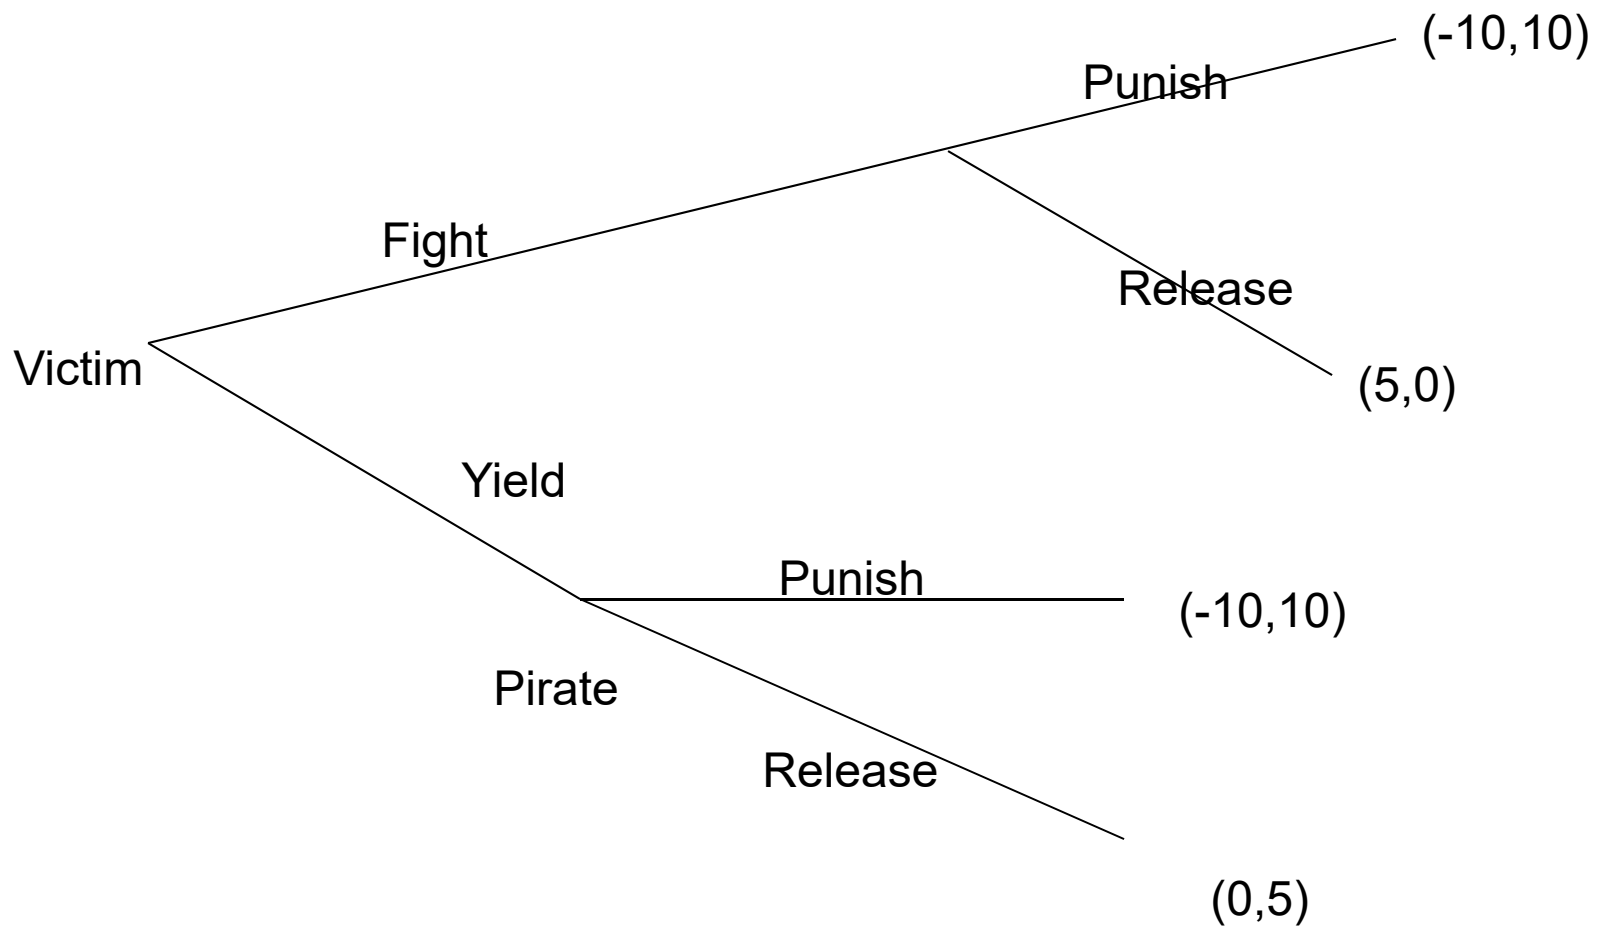 (-10,10)
Punish
Fight
Release
Victim
(5,0)
Yield
Punish
(-10,10)
Pirate
Release
(0,5)